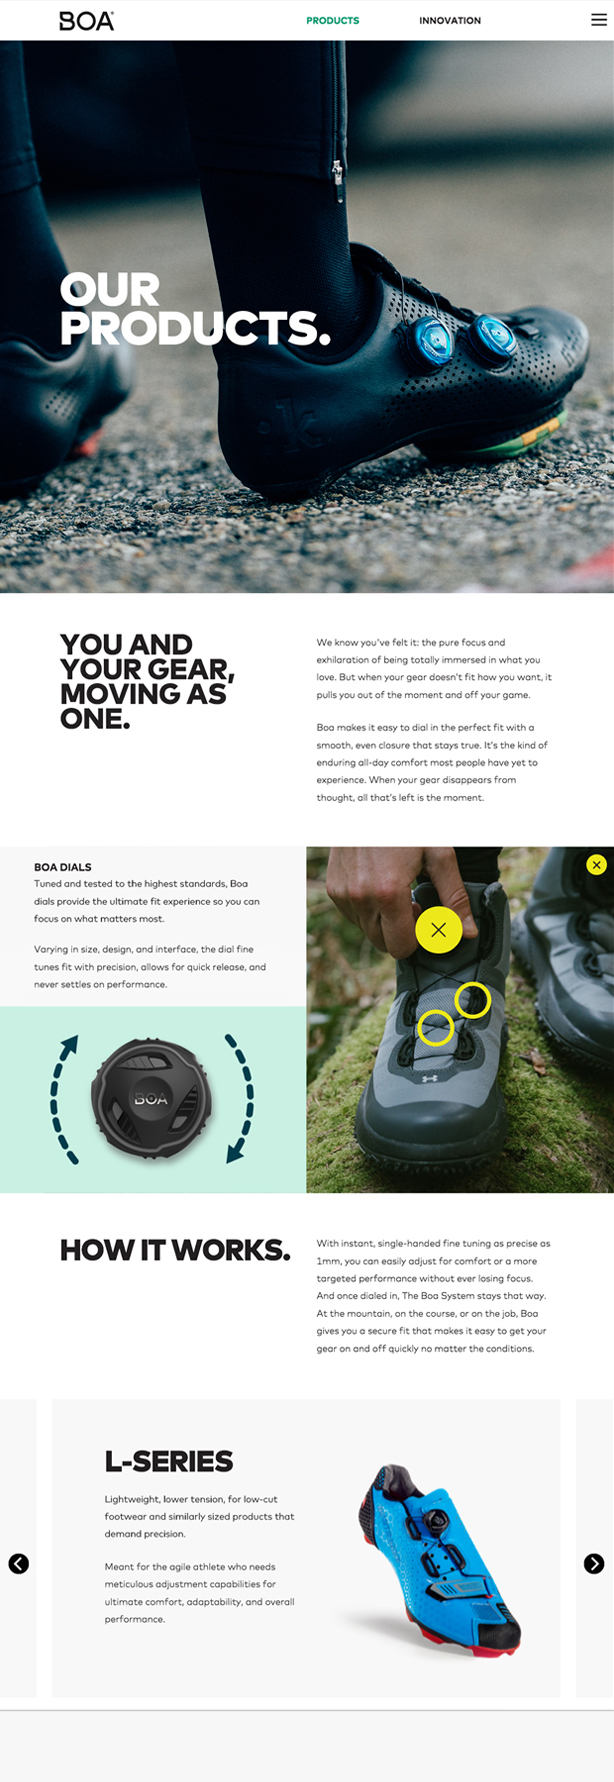 BOA®
PRODUCTS
INNOVATION
OUR
PRODUCTS.
YOU AND
YOUR GEAR,
MOVING AS
ONE.
We know you've felt it: the pure focus and
exhilaration of being totally immersed in what you
love. But when your gear doesn't fit how you want, it
pulls you out of the moment and off your game.
Boa makes it easy to dial in the perfect fit with a
smooth, even closure that stays true. It's the kind of
enduring all-day comfort most people have yet to
experience. When your gear disappears from
thought, all that's left is the moment.
BOA DIALS
Tuned and tested to the highest standards, Boa
dials provide the ultimate fit experience so you can
focus on what matters most.
Varying in size, design, and interface, the dial fine
tunes fit with precision, allows for quick release, and
never settles on performance.
BOA
HOW IT WORKS.
With instant, single-handed fine tuning as precise as
1mm, you can easily adjust for comfort or a more
targeted performance without ever losing focus.
And once dialed in, The Boa System stays that way.
At the mountain, on the course, or on the job, Boa
gives you a secure fit that makes it easy to get your
gear on and off quickly no matter the conditions.
L-SERIES
Lightweight, lower tension, for low-cut
footwear and similarly sized products that
demand precision.
Meant for the agile athlete who needs
meticulous adjustment capabilities for
ultimate comfort, adaptability, and overall
performance.